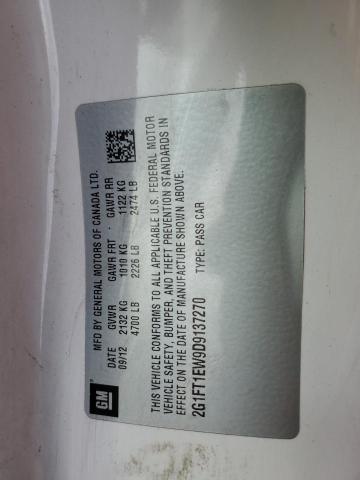 GM
MFD BY GENERAL MOTORS OF CANADA LTD.
DATE GVWR GAWR FRT GAWR RR
09/12 2132 KG 1010 KG 1122 KG
4700 LB 2226 LB 2474 LB
THIS VEHICLE CONFORMS TO ALL APPLICABLE U.S. FEDERAL MOTOR
VEHICLE SAFETY, BUMPER, AND THEFT PREVENTION STANDARDS IN
EFFECT ON THE DATE OF MANUFACTURE SHOWN ABOVE.
2G1FT1EW9D9137270 TYPE: PASS CAR